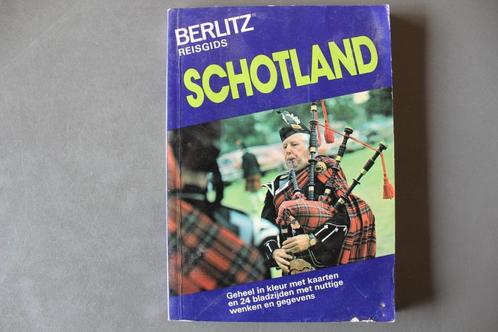 BERLITZ
REISGIDS
SCHOTLAND
Geheel in kleur met kaarten
en 24 bladzijden met nuttige
wenken en gegevens